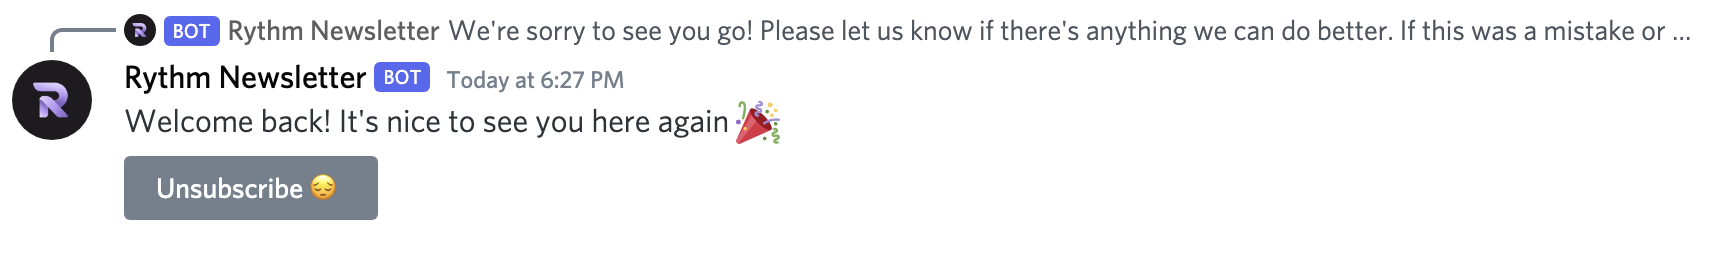 BOT Rythm Newsletter We're sorry to see you go! Please let us know if there's anything we can do better. If this was a mistake or ...
Rythm Newsletter BOT Today at 6:27 PM
Welcome back! It's nice to see you here again 🎉
Unsubscribe 😔